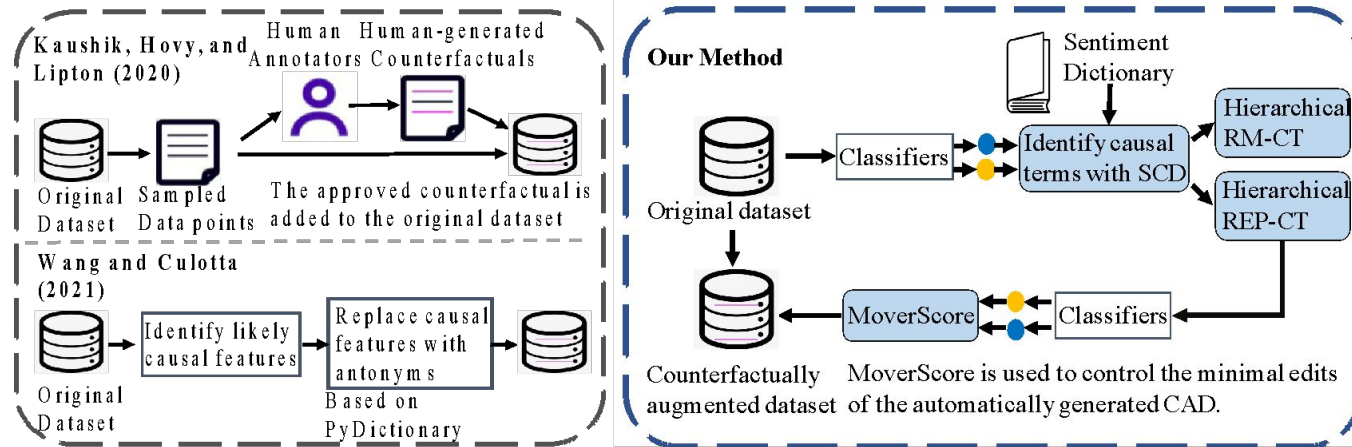 Kaushik, Hovy, and
Lipton (2020)
Human
Annotators
Human-generated
Counterfactuals
Original
Dataset
Sampled
Data points
The approved counterfactual is
added to the original dataset
Wang and Culotta
(2021)
Original
Dataset
Identify likely
causal features
Replace causal
features with
antonyms
Based on
PyDictionary
Our Method
Sentiment
Dictionary
Original dataset
Classifiers
Identify causal
terms with SCD
Hierarchical
RM-CT
Hierarchical
REP-CT
MoverScore
Classifiers
Counterfactually
augmented dataset
MoverScore is used to control the minimal edits
of the automatically generated CAD.